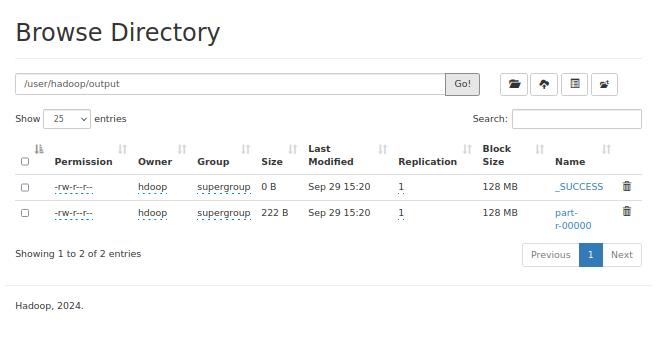 Browse Directory
/user/hadoop/output Go!
Show 25 entries Search:
Permission Owner Group Size Last Modified Replication Block Size Name
-rw-r--r-- hdoop supergroup 0 B Sep 29 15:20 1 128 MB _SUCCESS
-rw-r--r-- hdoop supergroup 222 B Sep 29 15:20 1 128 MB part-
r-00000
Showing 1 to 2 of 2 entries Previous 1 Next
Hadoop, 2024.